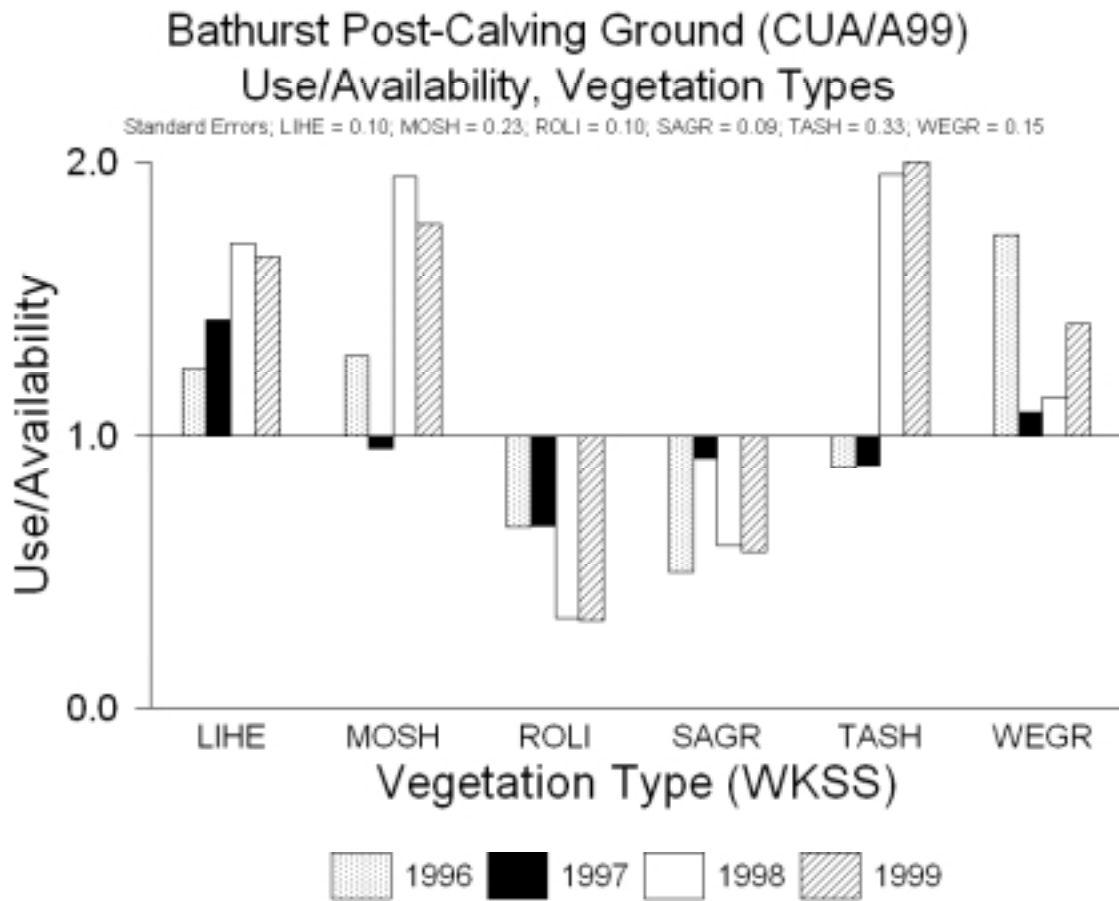 Bathurst Post-Calving Ground (CUA/A99)
Use/Availability, Vegetation Types
Standard Errors; LIHE = 0.10; MOSH = 0.23; ROLI = 0.10; SAGR = 0.09; TASH = 0.33; WEGR = 0.15
2.0
1.0
0.0
Use/Availability
LIHE MOSH ROLI SAGR TASH WEGR
Vegetation Type (WKSS)
1996 1997 1998 1999